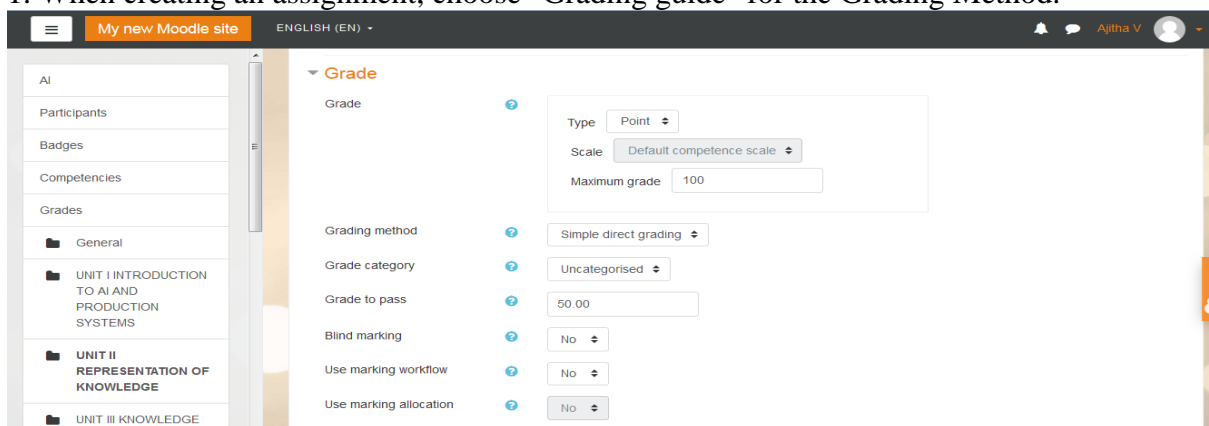 1. When creating an assignment, choose "Grading guide" for the Grading Method.
My new Moodle site
ENGLISH (EN)
Ajitha V
AI
Participants
Badges
Competencies
Grades
General
UNIT I INTRODUCTION
TO AI AND
PRODUCTION
SYSTEMS
UNIT II
REPRESENTATION OF
KNOWLEDGE
UNIT III KNOWLEDGE
Grade
Grade
Type Point
Scale Default competence scale
Maximum grade 100
Grading method Simple direct grading
Grade category Uncategorised
Grade to pass 50.00
Blind marking No
Use marking workflow No
Use marking allocation No